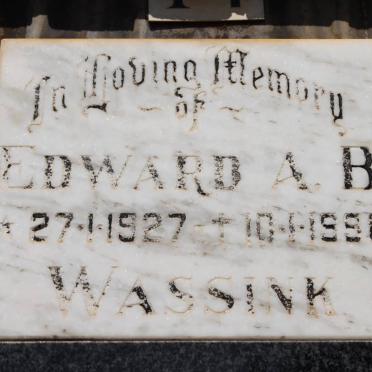 In Loving Memory
of
EDWARD A. B
* 27·1·1927 † 10·1·199
WASSINK